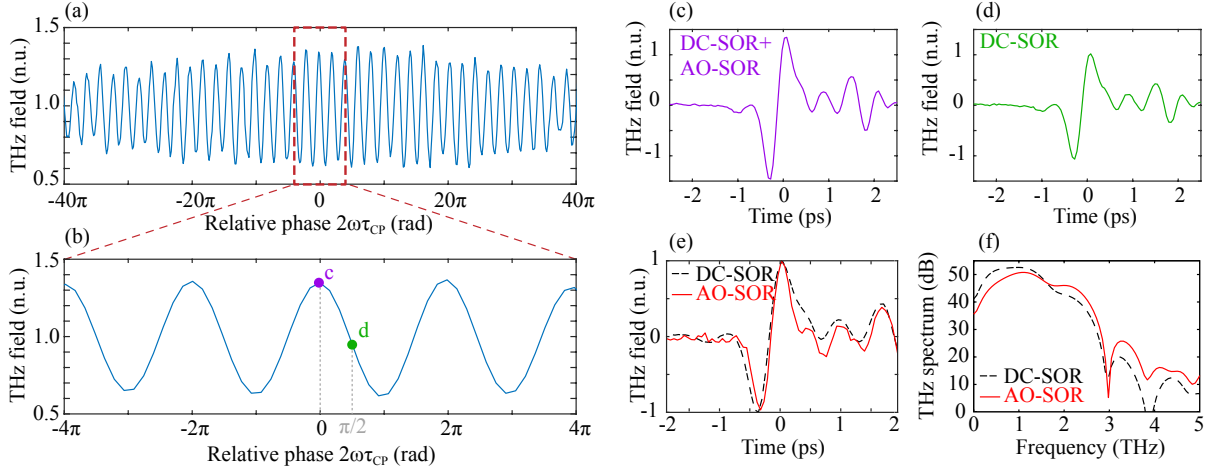 (a)
1.5
1.0
0.5
THz field (n.u.)
-40π
-20π
0
20π
40π
Relative phase 2ωτCP (rad)
(b)
1.5
1.0
0.5
THz field (n.u.)
c
d
π/2
-4π
-2π
0
2π
4π
Relative phase 2ωτCP (rad)
(c)
DC-SOR+
AO-SOR
1
0
-1
THz field (n.u.)
-2
-1
0
1
2
Time (ps)
(d)
DC-SOR
1
0
-1
THz field (n.u.)
-2
-1
0
1
2
Time (ps)
(e)
DC-SOR
AO-SOR
1
0
-1
THz field (n.u.)
-2
-1
0
1
2
Time (ps)
(f)
50
40
30
20
10
0
THz spectrum (dB)
DC-SOR
AO-SOR
0
1
2
3
4
5
Frequency (THz)